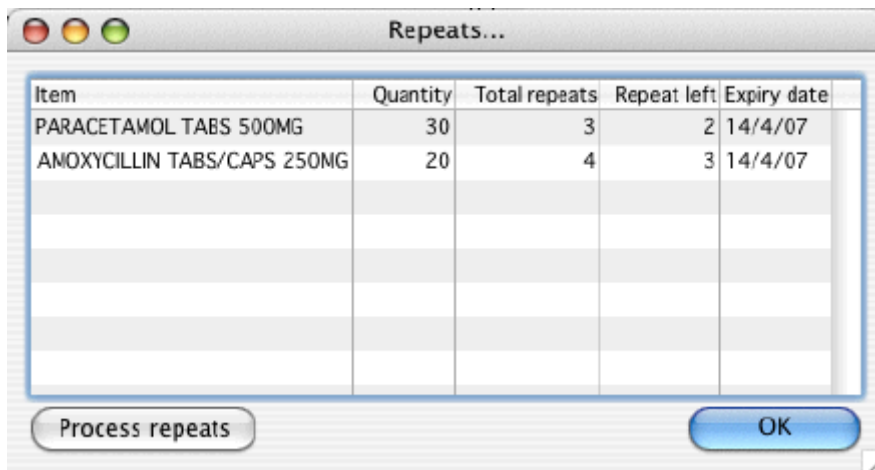 Repeats...
Item Quantity Total repeats Repeat left Expiry date
PARACETAMOL TABS 500MG 30 3 2 14/4/07
AMOXYCILLIN TABS/CAPS 250MG 20 4 3 14/4/07
Process repeats OK